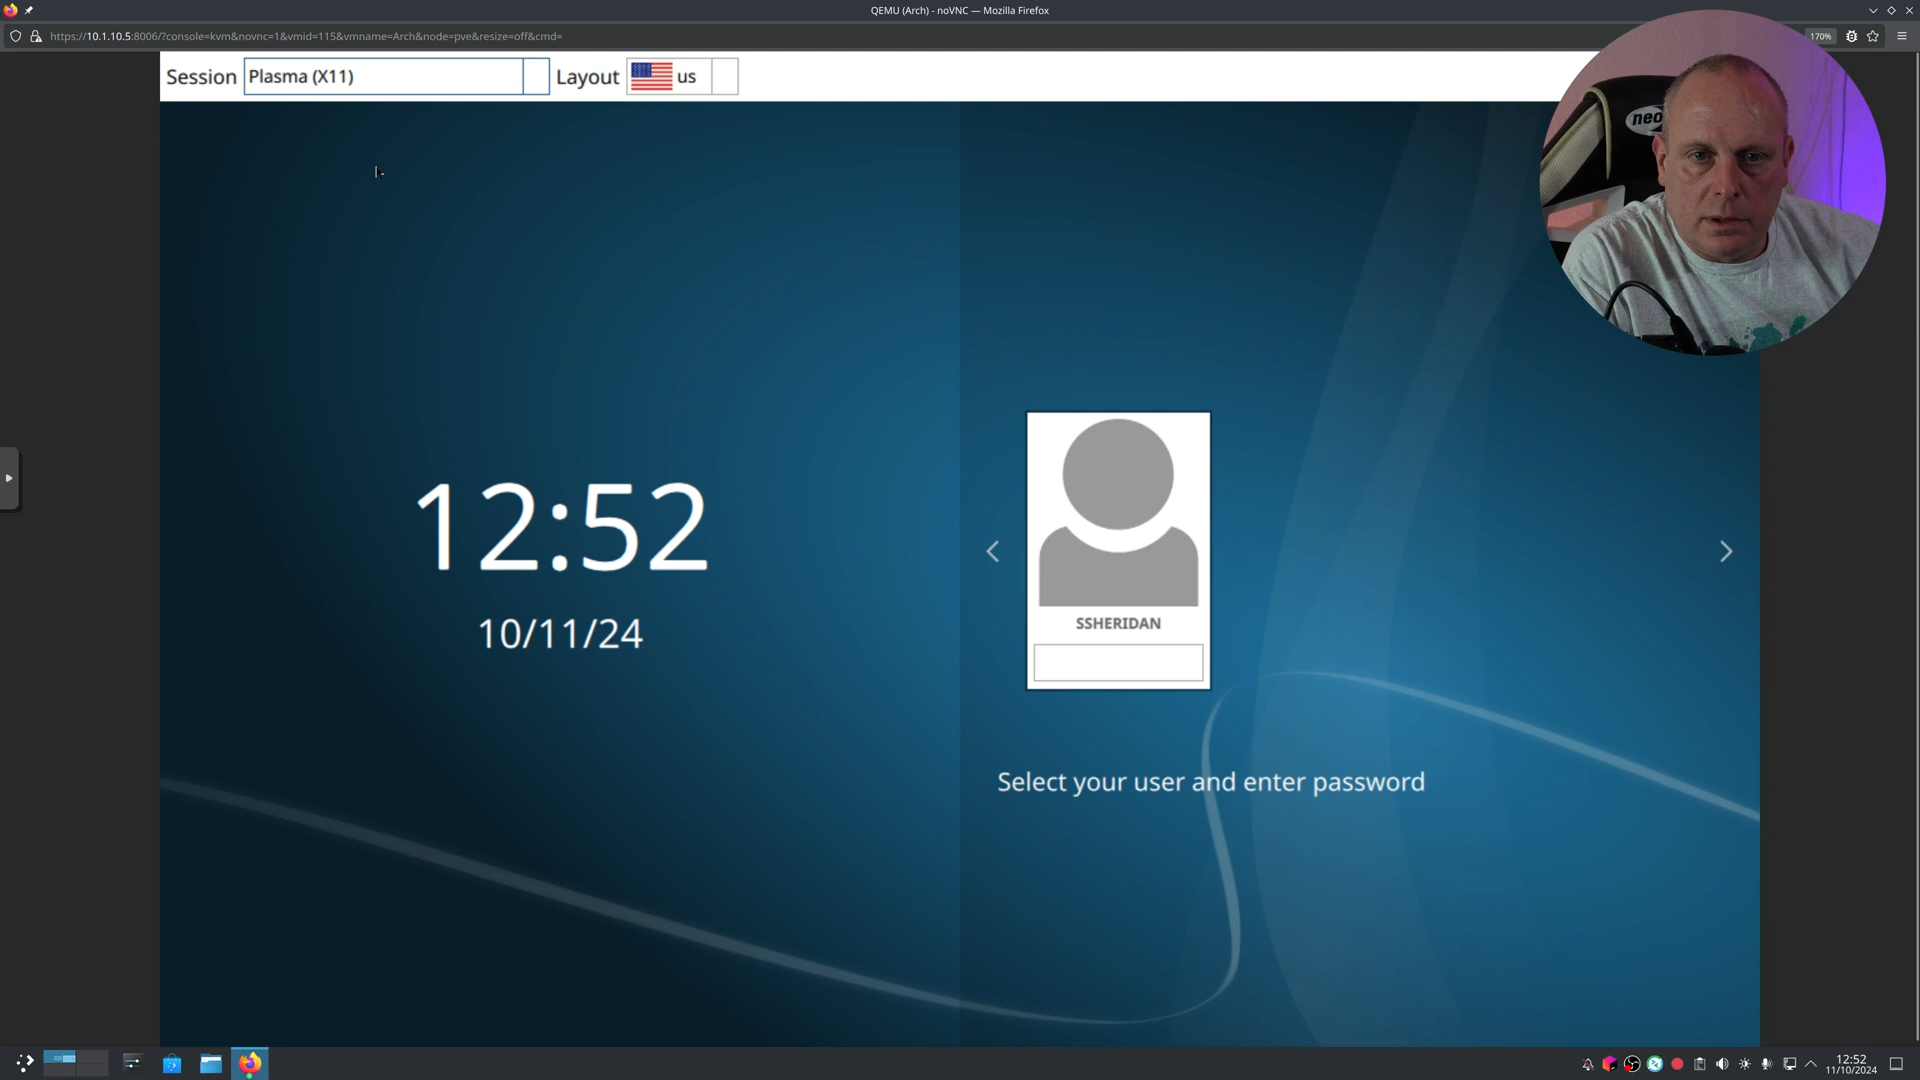 QEMU (Arch) - noVNC — Mozilla Firefox
https://10.1.10.5:8006/?console=kvm&novnc=1&vmid=115&vmname=Arch&node=pve&resize=off&cmd=
170%
Session Plasma (X11) Layout us
neo
12:52
10/11/24
SSHERIDAN
Select your user and enter password
12:52
11/10/2024